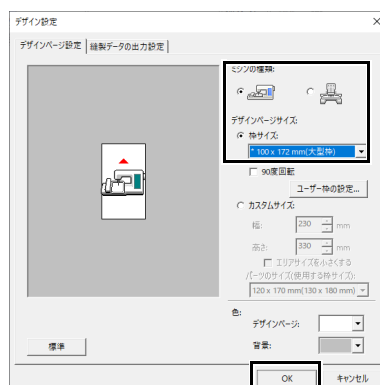 デザイン設定
デザインページ設定 縫製データの出力設定
ミシンの種類:
デザインページサイズ:
枠サイズ:
* 100 x 172 mm(大型枠)
90度回転
ユーザー枠の設定...
カスタムサイズ:
幅: 230 mm
高さ: 330 mm
エリアサイズを小さくする
パーツのサイズ(使用する枠サイズ):
120 x 170 mm(130 x 180 mm)
色:
デザインページ:
背景:
標準
OK キャンセル